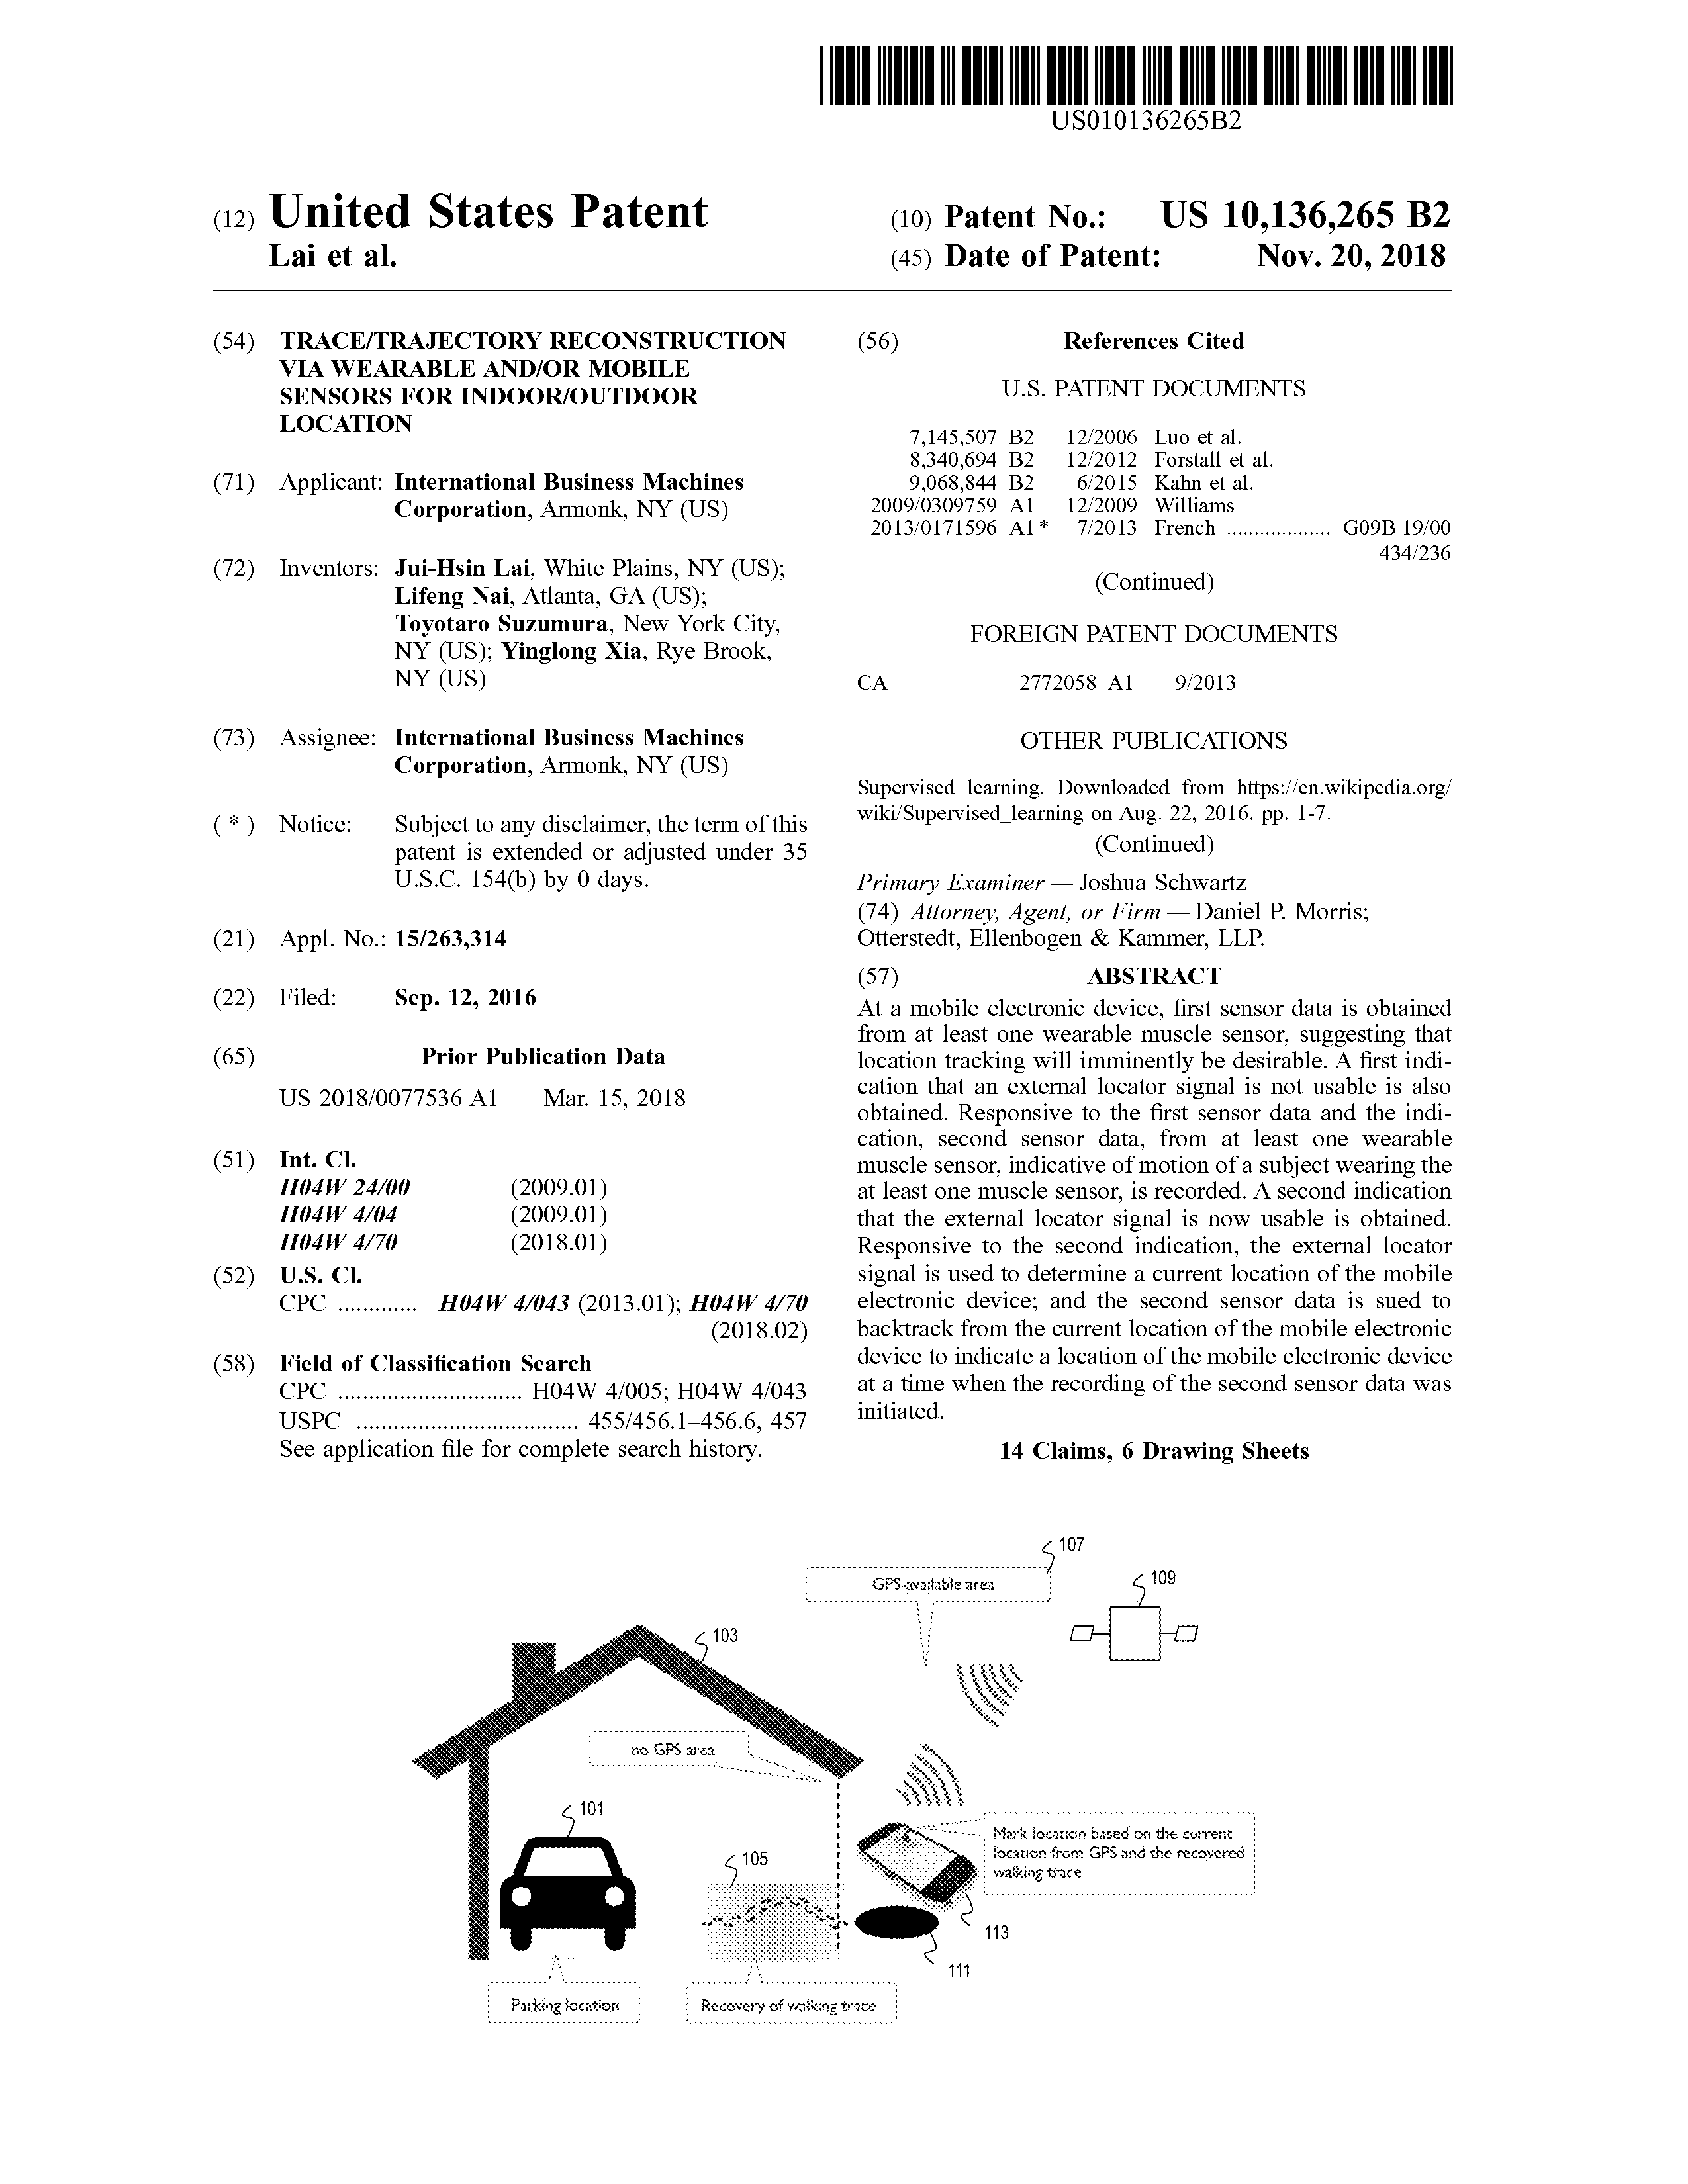 US010136265B2
(12) United States Patent
Lai et al.
(10) Patent No.: US 10,136,265 B2
(45) Date of Patent: Nov. 20, 2018
(54) TRACE/TRAJECTORY RECONSTRUCTION
VIA WEARABLE AND/OR MOBILE
SENSORS FOR INDOOR/OUTDOOR
LOCATION
(71) Applicant: International Business Machines
Corporation, Armonk, NY (US)
(72) Inventors: Jui-Hsin Lai, White Plains, NY (US);
Lifeng Nai, Atlanta, GA (US);
Toyotaro Suzumura, New York City,
NY (US); Yinglong Xia, Rye Brook,
NY (US)
(73) Assignee: International Business Machines
Corporation, Armonk, NY (US)
( * ) Notice: Subject to any disclaimer, the term of this
patent is extended or adjusted under 35
U.S.C. 154(b) by 0 days.
(21) Appl. No.: 15/263,314
(22) Filed: Sep. 12, 2016
(65) Prior Publication Data
US 2018/0077536 A1 Mar. 15, 2018
(51) Int. Cl.
H04W 24/00 (2009.01)
H04W 4/04 (2009.01)
H04W 4/70 (2018.01)
(52) U.S. Cl.
CPC ............. H04W 4/043 (2013.01); H04W 4/70
(2018.02)
(58) Field of Classification Search
CPC .............................. H04W 4/005; H04W 4/043
USPC .................................... 455/456.1–456.6, 457
See application file for complete search history.
(56) References Cited
U.S. PATENT DOCUMENTS
7,145,507 B2 12/2006 Luo et al.
8,340,694 B2 12/2012 Forstall et al.
9,068,844 B2 6/2015 Kahn et al.
2009/0309759 A1 12/2009 Williams
2013/0171596 A1* 7/2013 French ................... G09B 19/00
434/236
(Continued)
FOREIGN PATENT DOCUMENTS
CA 2772058 A1 9/2013
OTHER PUBLICATIONS
Supervised learning. Downloaded from https://en.wikipedia.org/
wiki/Supervised_learning on Aug. 22, 2016. pp. 1-7.
(Continued)
Primary Examiner — Joshua Schwartz
(74) Attorney, Agent, or Firm — Daniel P. Morris;
Otterstedt, Ellenbogen & Kammer, LLP.
(57) ABSTRACT
At a mobile electronic device, first sensor data is obtained
from at least one wearable muscle sensor, suggesting that
location tracking will imminently be desirable. A first indi-
cation that an external locator signal is not usable is also
obtained. Responsive to the first sensor data and the indi-
cation, second sensor data, from at least one wearable
muscle sensor, indicative of motion of a subject wearing the
at least one muscle sensor, is recorded. A second indication
that the external locator signal is now usable is obtained.
Responsive to the second indication, the external locator
signal is used to determine a current location of the mobile
electronic device; and the second sensor data is sued to
backtrack from the current location of the mobile electronic
device to indicate a location of the mobile electronic device
at a time when the recording of the second sensor data was
initiated.
14 Claims, 6 Drawing Sheets
107
GPS-available area
109
103
no GPS area
101
105
Mark location based on the current
location from GPS and the recovered
walking trace
113
111
Parking location
Recovery of walking trace